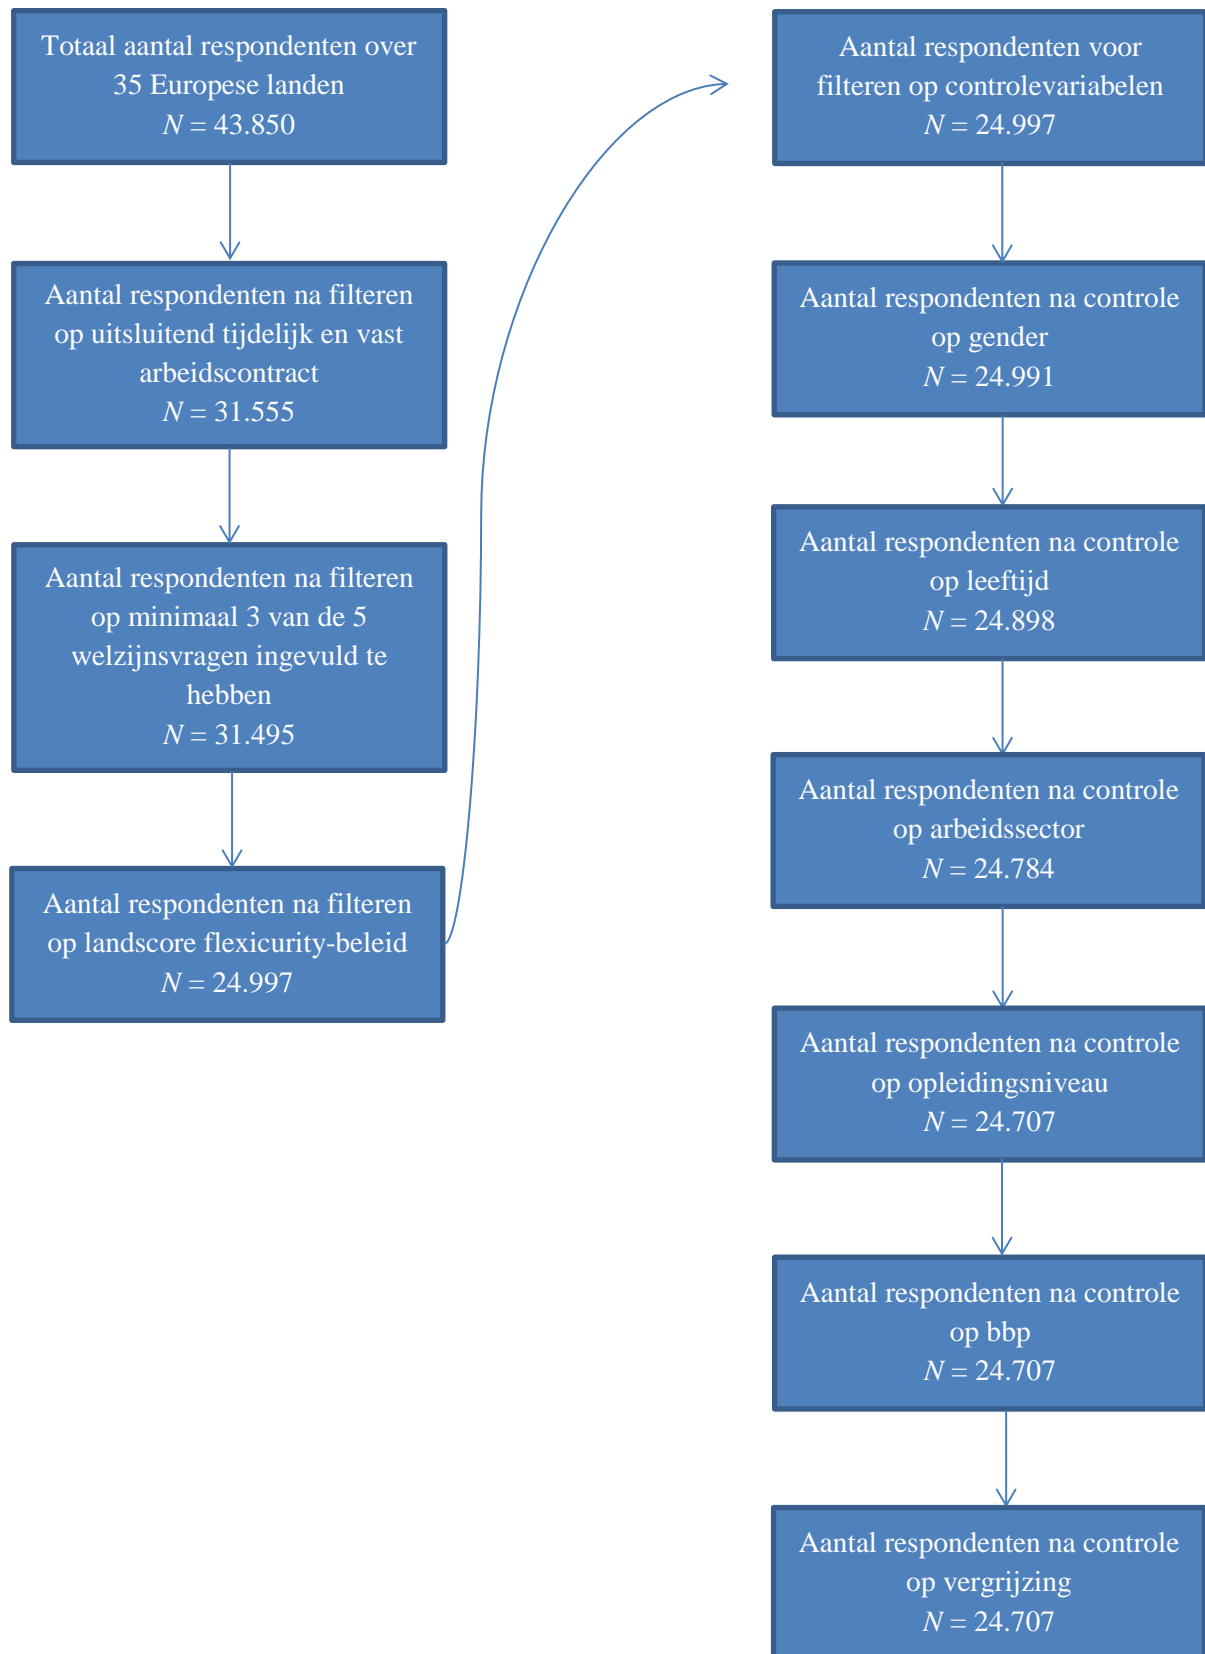 Totaal aantal respondenten over
35 Europese landen
N = 43.850
Aantal respondenten na filteren
op uitsluitend tijdelijk en vast
arbeidscontract
N = 31.555
Aantal respondenten na filteren
op minimaal 3 van de 5
welzijnsvragen ingevuld te
hebben
N = 31.495
Aantal respondenten na filteren
op landscore flexicurity-beleid
N = 24.997
Aantal respondenten voor
filteren op controlevariabelen
N = 24.997
Aantal respondenten na controle
op gender
N = 24.991
Aantal respondenten na controle
op leeftijd
N = 24.898
Aantal respondenten na controle
op arbeidssector
N = 24.784
Aantal respondenten na controle
op opleidingsniveau
N = 24.707
Aantal respondenten na controle
op bbp
N = 24.707
Aantal respondenten na controle
op vergrijzing
N = 24.707